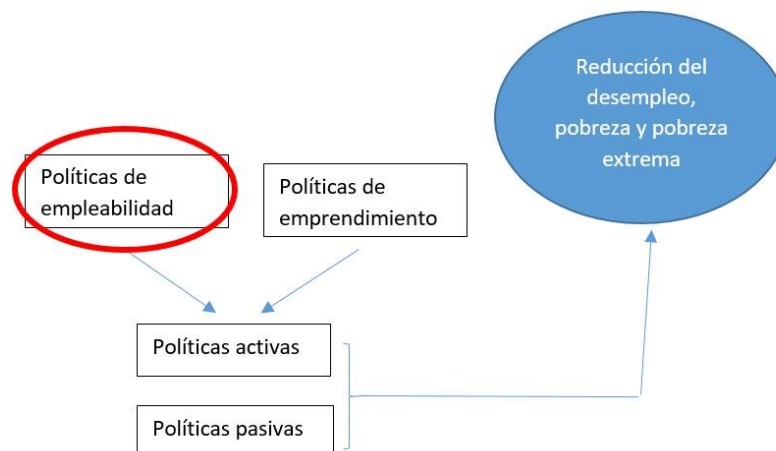 Reducción del
desempleo,
pobreza y pobreza
extrema
Políticas de
empleabilidad
Políticas de
emprendimiento
Políticas activas
Políticas pasivas